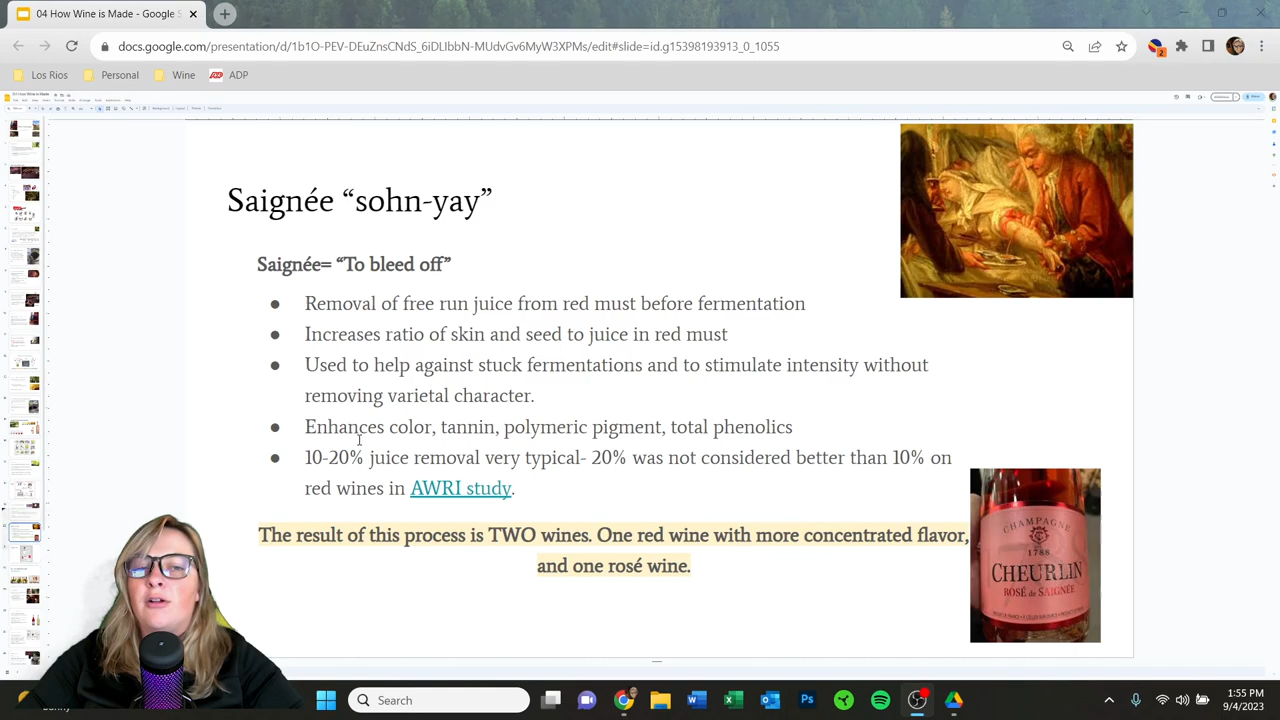 04 How Wine is Made
docs.google.com/presentation/d/1b1O-PEV-DEuZnsCNdS_6iDLIDbN-MUdvGv6MyW3XPMs/edit#slide=id.g15398193913_0_1055
Los Rios
Personal
Wine
ADP
Saignée “sohn-yay”
Saignée= “To bleed off”
● Removal of free run juice from red must before fermentation
● Increases ratio of skin and seed to juice in red must.
● Used to help against stuck fermentations and to modulate intensity without
removing varietal character.
● Enhances color, tannin, polymeric pigment, total phenolics
● 10-20% juice removal very typical- 20% was not considered better than 10% on
red wines in AWRI study.
The result of this process is TWO wines. One red wine with more concentrated flavor,
and one rosé wine.
CHAMPAGNE
1788
CHEURLIN
ROSÉ de SAIGNÉE
Search
1:55 PM
9/4/2023